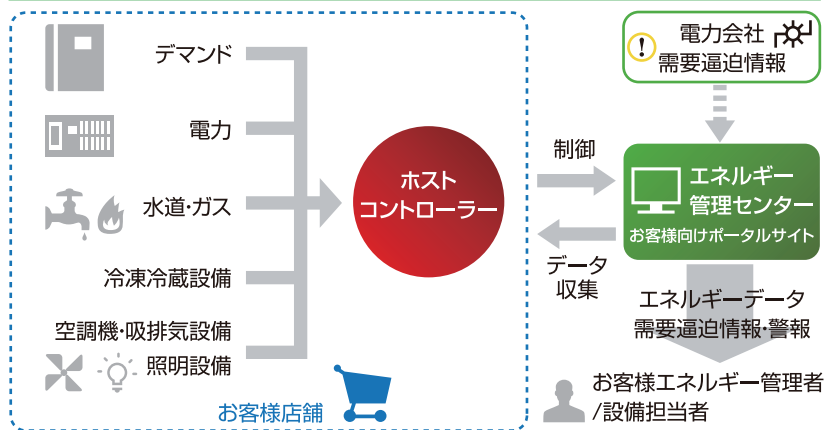 デマンド
電力
水道・ガス
冷凍冷蔵設備
空調機・吸排気設備
照明設備
お客様店舗
ホスト
コントローラー
制御
データ
収集
電力会社
需要逼迫情報
エネルギー
管理センター
お客様向けポータルサイト
エネルギーデータ
需要逼迫情報・警報
お客様エネルギー管理者
/設備担当者